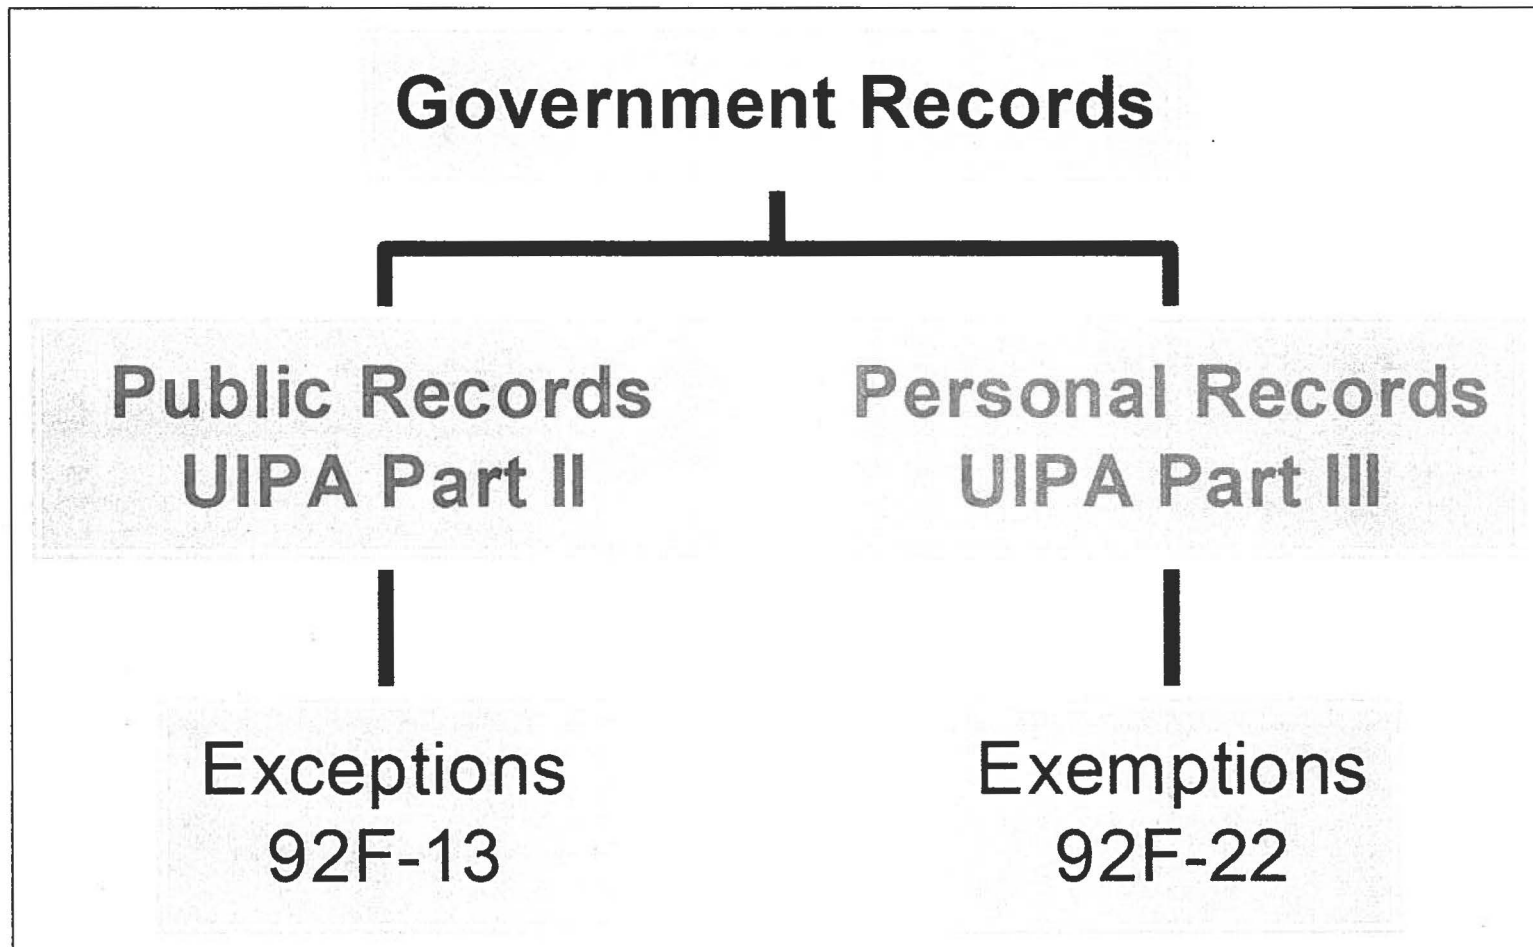 Government Records
Public Records
UIPA Part II
Personal Records
UIPA Part III
Exceptions
92F-13
Exemptions
92F-22